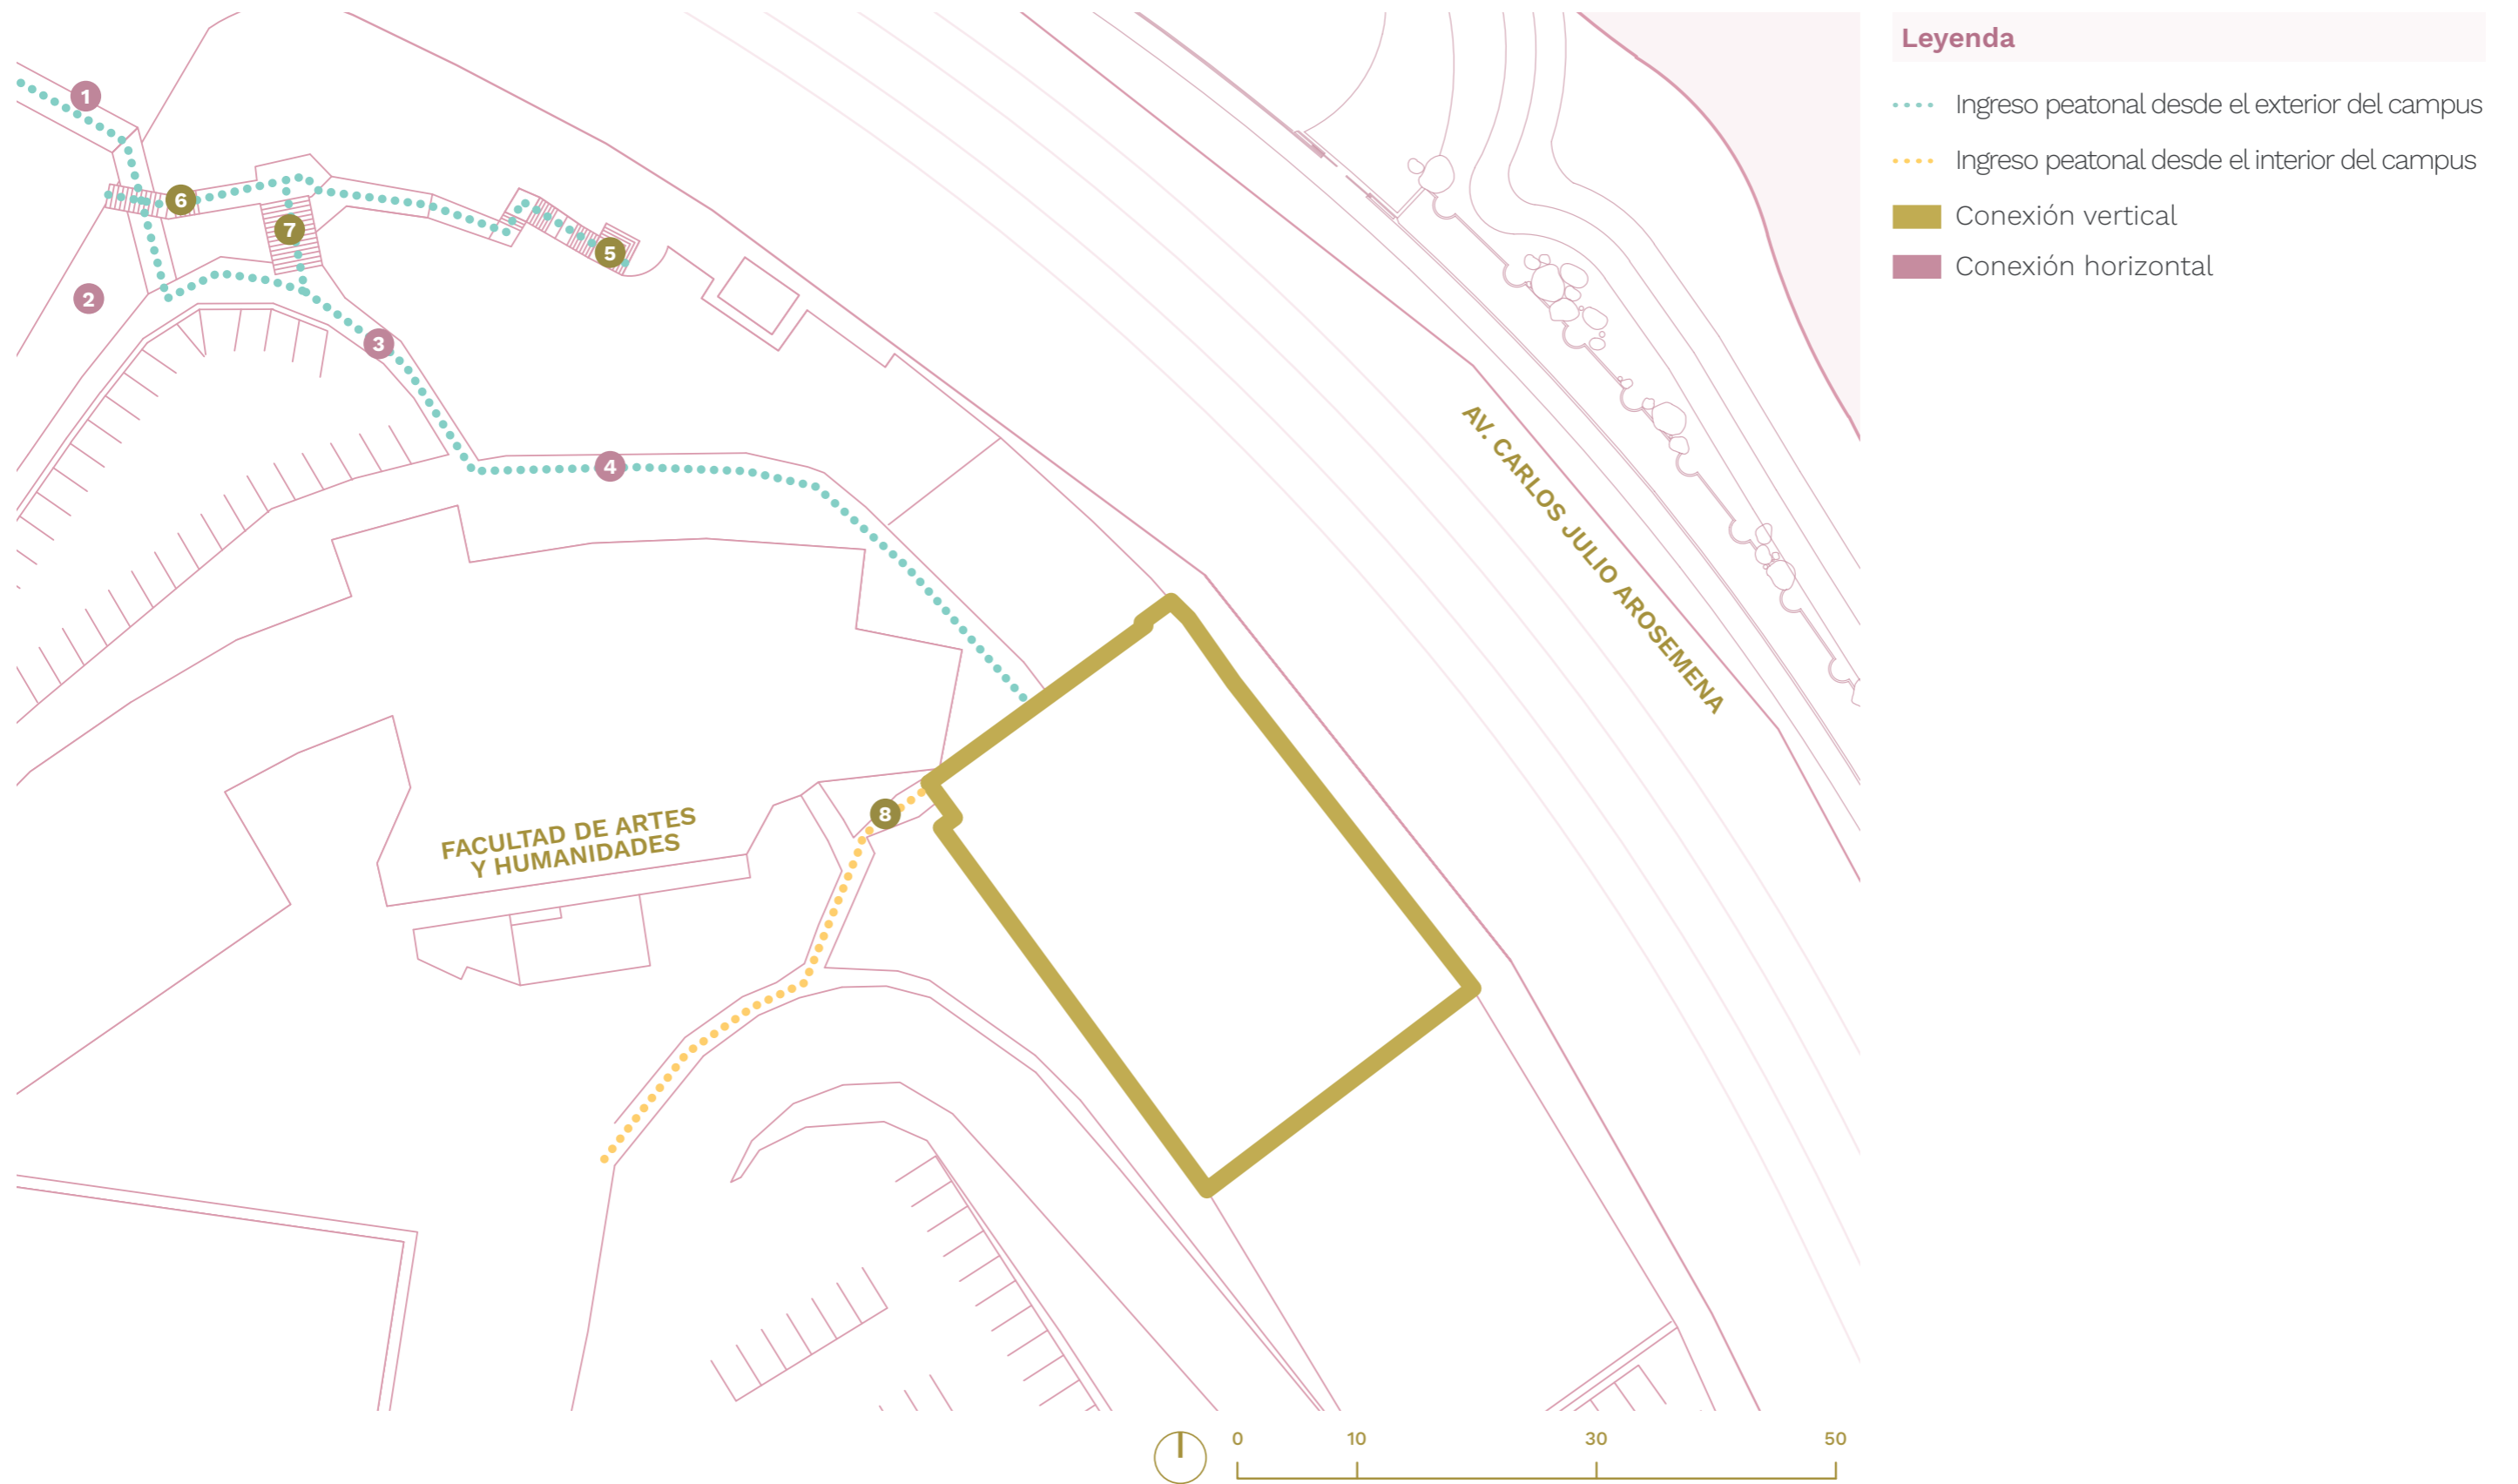 Leyenda
Ingreso peatonal desde el exterior del campus
Ingreso peatonal desde el interior del campus
Conexión vertical
Conexión horizontal
1
6
7
5
2
3
4
AV. CARLOS JULIO AROSEMENA
8
FACULTAD DE ARTES
Y HUMANIDADES
0 10 30 50